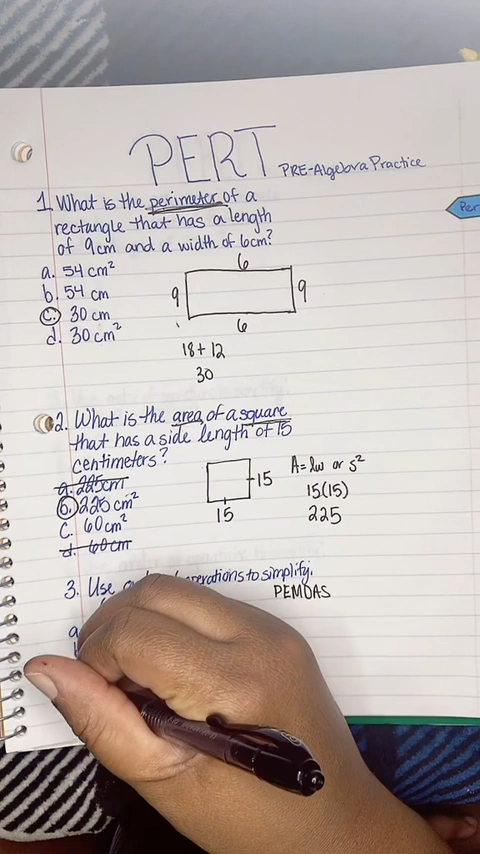 PERT PRE-Algebra Practice
Per
1. What is the perimeter of a
rectangle that has a length
of 9cm and a width of 6cm?
a. 54 cm²
b. 54 cm
c. 30 cm
d. 30 cm²
6
9
9
6
18 + 12
30
2. What is the area of a square
that has a side length of 15
centimeters?
a. 225cm
b. 225 cm²
c. 60 cm²
d. 60 cm
15
15
A = lw or s²
15(15)
225
3. Use operations to simplify.
PEMDAS
a